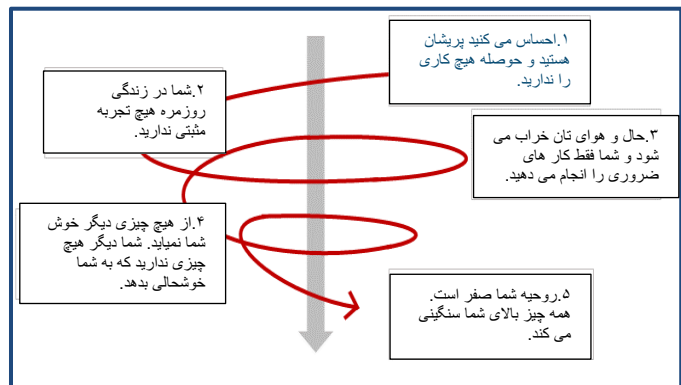 ۱.احساس می کنید پریشان
هستید و حوصله هیچ کاری
را ندارید.
۲.شما در زندگی
روزمره هیچ تجربه
مثبتی ندارید.
۳.حال و هوای تان خراب می
شود و شما فقط کار های
ضروری را انجام می دهید.
۴.از هیچ چیزی دیگر خوش
شما نمیاید. شما دیگر هیچ
چیزی ندارید که به شما
خوشحالی بدهد.
۵.روحیه شما صفر است.
همه چیز بالای شما سنگینی
می کند.